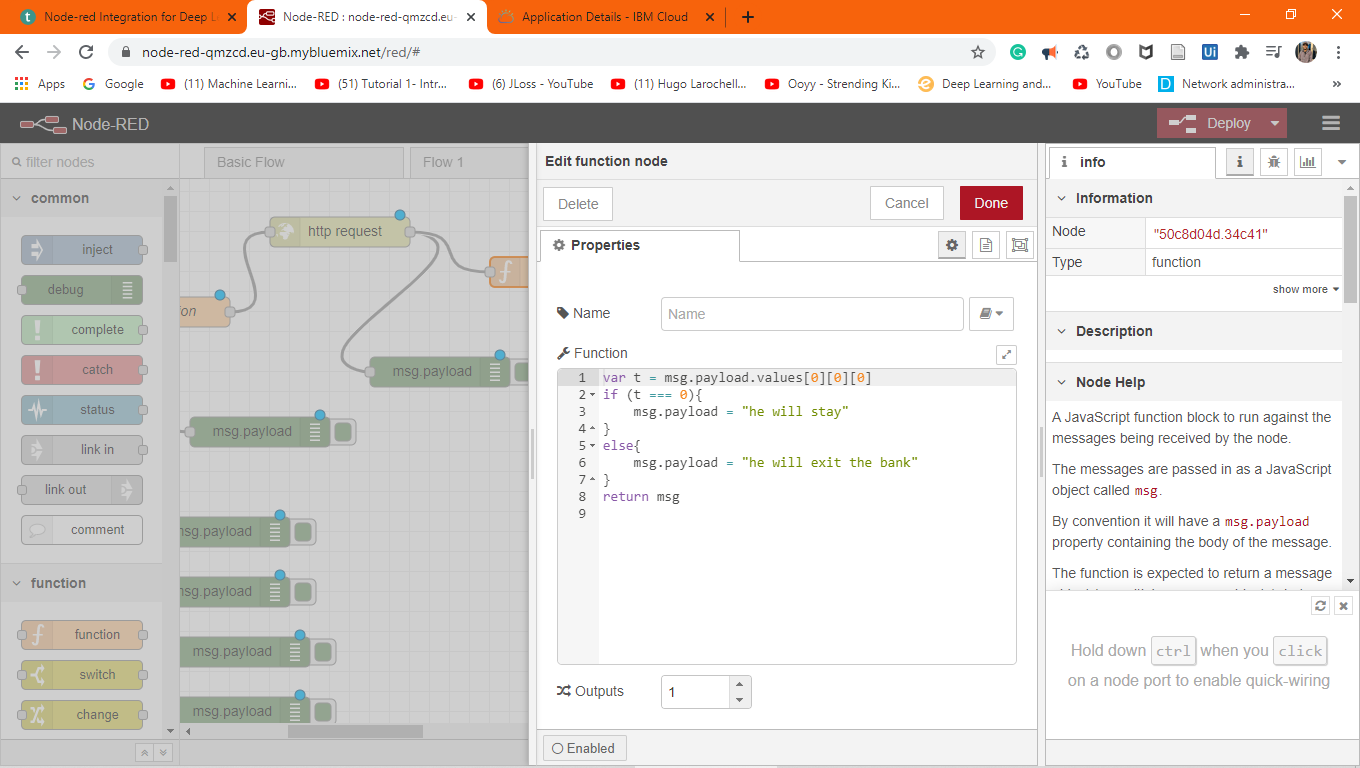 Node-red Integration for Deep L
Node-RED : node-red-qmzcd.eu-
Application Details - IBM Cloud
node-red-qmzcd.eu-gb.mybluemix.net/red/#
Apps
Google
(11) Machine Learni...
(51) Tutorial 1- Intr...
(6) JLoss - YouTube
(11) Hugo Larochell...
Ooyy - Strending Ki...
Deep Learning and...
YouTube
Network administra...
Node-RED
Deploy
filter nodes
common
inject
debug
complete
catch
status
link in
link out
comment
function
function
switch
change
Basic Flow
Flow 1
http request
msg.payload
msg.payload
msg.payload
msg.payload
msg.payload
msg.payload
Edit function node
Delete
Cancel
Done
Properties
Name
Name
Function
1 var t = msg.payload.values[0][0][0]
2 if (t === 0){
3 msg.payload = "he will stay"
4 }
5 else{
6 msg.payload = "he will exit the bank"
7 }
8 return msg
9
Outputs
1
Enabled
info
Information
Node "50c8d04d.34c41"
Type function
show more
Description
Node Help
A JavaScript function block to run against the
messages being received by the node.
The messages are passed in as a JavaScript
object called msg.
By convention it will have a msg.payload
property containing the body of the message.
The function is expected to return a message
Hold down ctrl when you click
on a node port to enable quick-wiring